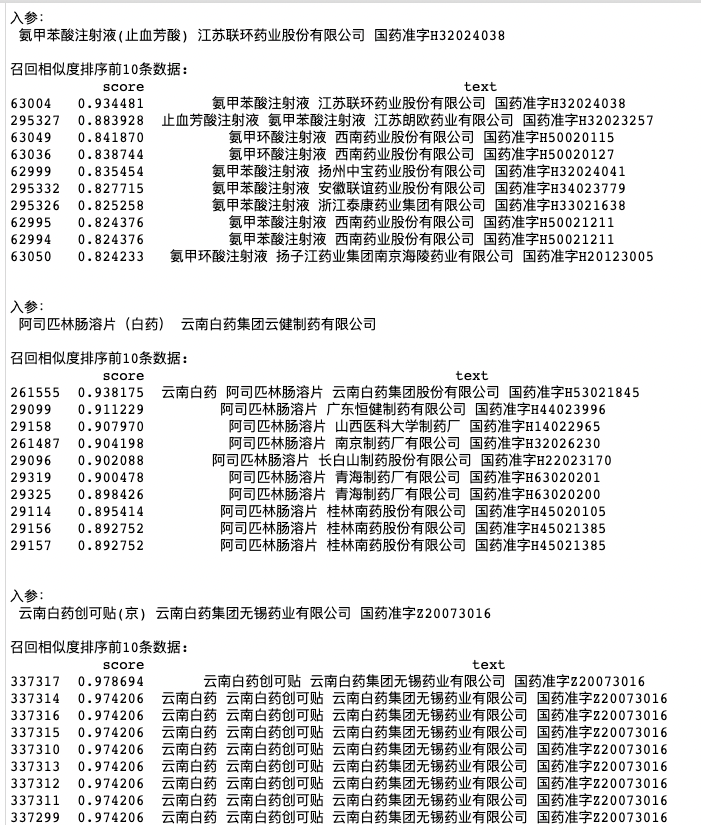 入参:
氨甲苯酸注射液(止血芳酸) 江苏联环药业股份有限公司 国药准字H32024038
召回相似度排序前10条数据:
score text
63004 0.934481 氨甲苯酸注射液 江苏联环药业股份有限公司 国药准字H32024038
295327 0.883928 止血芳酸注射液 氨甲苯酸注射液 江苏朗欧药业有限公司 国药准字H32023257
63049 0.841870 氨甲环酸注射液 西南药业股份有限公司 国药准字H50020115
63036 0.838744 氨甲环酸注射液 西南药业股份有限公司 国药准字H50020127
62999 0.835454 氨甲苯酸注射液 扬州中宝药业股份有限公司 国药准字H32024041
295332 0.827715 氨甲苯酸注射液 安徽联谊药业股份有限公司 国药准字H34023779
295326 0.825258 氨甲苯酸注射液 浙江泰康药业集团有限公司 国药准字H33021638
62995 0.824376 氨甲苯酸注射液 西南药业股份有限公司 国药准字H50021211
62994 0.824376 氨甲苯酸注射液 西南药业股份有限公司 国药准字H50021211
63050 0.824233 氨甲环酸注射液 扬子江药业集团南京海陵药业有限公司 国药准字H20123005
入参:
阿司匹林肠溶片（白药） 云南白药集团云健制药有限公司
召回相似度排序前10条数据:
score text
261555 0.938175 云南白药 阿司匹林肠溶片 云南白药集团股份有限公司 国药准字H53021845
29099 0.911229 阿司匹林肠溶片 广东恒健制药有限公司 国药准字H44023996
29158 0.907970 阿司匹林肠溶片 山西医科大学制药厂 国药准字H14022965
261487 0.904198 阿司匹林肠溶片 南京制药厂有限公司 国药准字H32026230
29096 0.902088 阿司匹林肠溶片 长白山制药股份有限公司 国药准字H22023170
29319 0.900478 阿司匹林肠溶片 青海制药厂有限公司 国药准字H63020201
29325 0.898426 阿司匹林肠溶片 青海制药厂有限公司 国药准字H63020200
29114 0.895414 阿司匹林肠溶片 桂林南药股份有限公司 国药准字H45020105
29156 0.892752 阿司匹林肠溶片 桂林南药股份有限公司 国药准字H45021385
29157 0.892752 阿司匹林肠溶片 桂林南药股份有限公司 国药准字H45021385
入参:
云南白药创可贴(京) 云南白药集团无锡药业有限公司 国药准字Z20073016
召回相似度排序前10条数据:
score text
337317 0.978694 云南白药创可贴 云南白药集团无锡药业有限公司 国药准字Z20073016
337314 0.974206 云南白药 云南白药创可贴 云南白药集团无锡药业有限公司 国药准字Z20073016
337316 0.974206 云南白药 云南白药创可贴 云南白药集团无锡药业有限公司 国药准字Z20073016
337315 0.974206 云南白药 云南白药创可贴 云南白药集团无锡药业有限公司 国药准字Z20073016
337310 0.974206 云南白药 云南白药创可贴 云南白药集团无锡药业有限公司 国药准字Z20073016
337313 0.974206 云南白药 云南白药创可贴 云南白药集团无锡药业有限公司 国药准字Z20073016
337312 0.974206 云南白药 云南白药创可贴 云南白药集团无锡药业有限公司 国药准字Z20073016
337311 0.974206 云南白药 云南白药创可贴 云南白药集团无锡药业有限公司 国药准字Z20073016
337299 0.974206 云南白药 云南白药创可贴 云南白药集团无锡药业有限公司 国药准字Z20073016